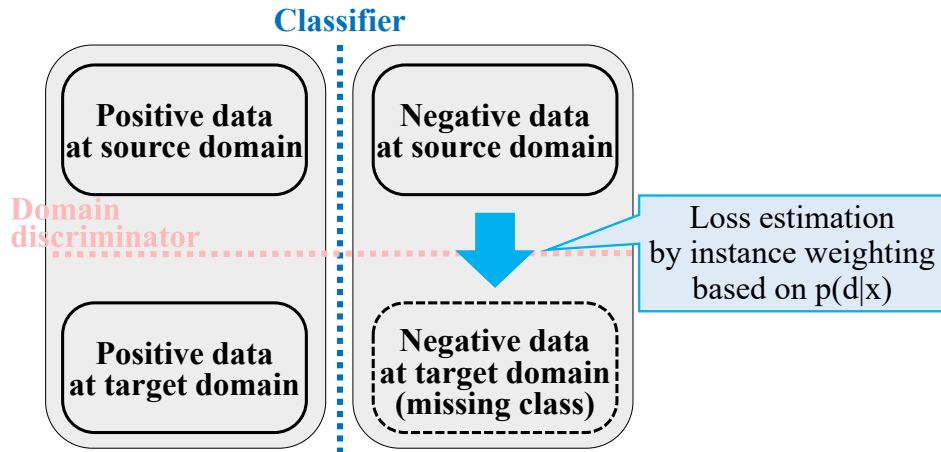 Classifier
Positive data
at source domain
Negative data
at source domain
Domain
discriminator
Loss estimation
by instance weighting
based on p(d|x)
Positive data
at target domain
Negative data
at target domain
(missing class)